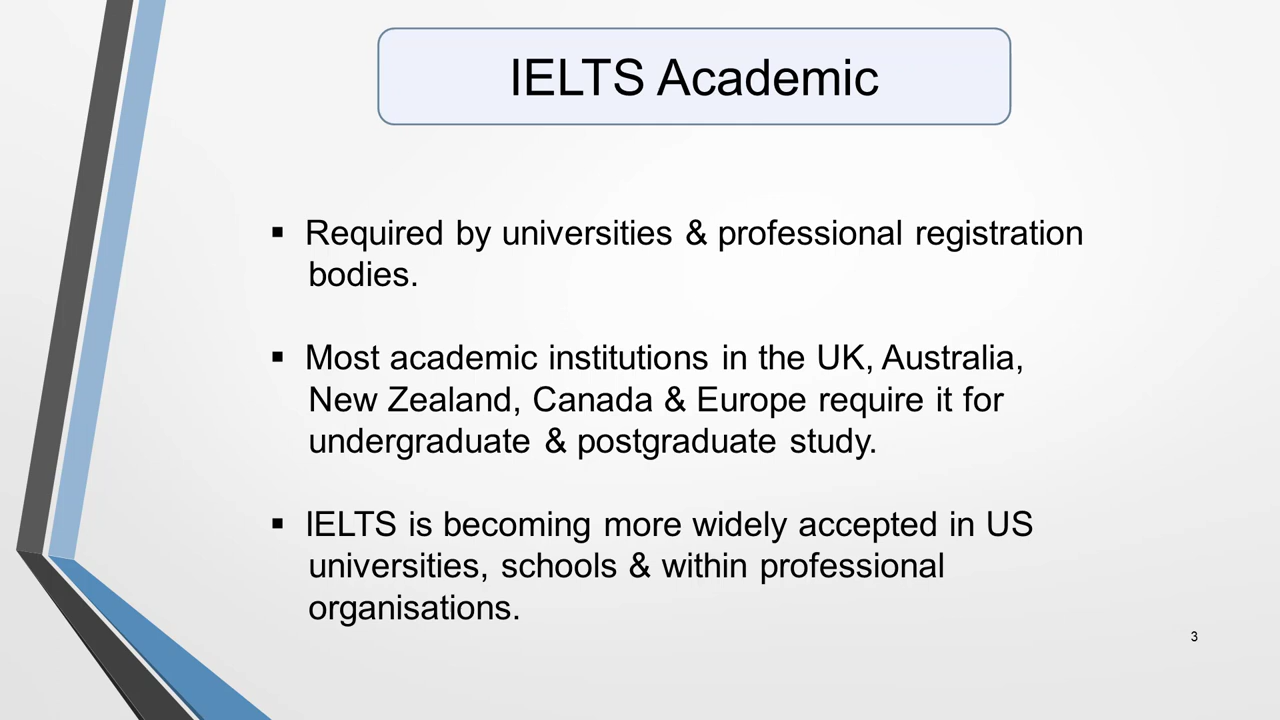 IELTS Academic
▪ Required by universities & professional registration
bodies.
▪ Most academic institutions in the UK, Australia,
New Zealand, Canada & Europe require it for
undergraduate & postgraduate study.
▪ IELTS is becoming more widely accepted in US
universities, schools & within professional
organisations.
3